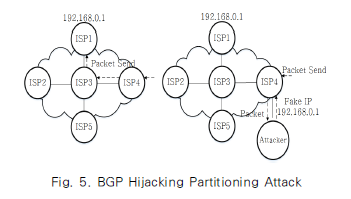 192.168.0.1
ISP1
Packet Send
ISP2
ISP3
ISP4
ISP5
192.168.0.1
ISP1
Packet Send
ISP2
ISP3
ISP4
Fake IP
192.168.0.1
Packet
ISP5
Attacker
Fig. 5. BGP Hijacking Partitioning Attack